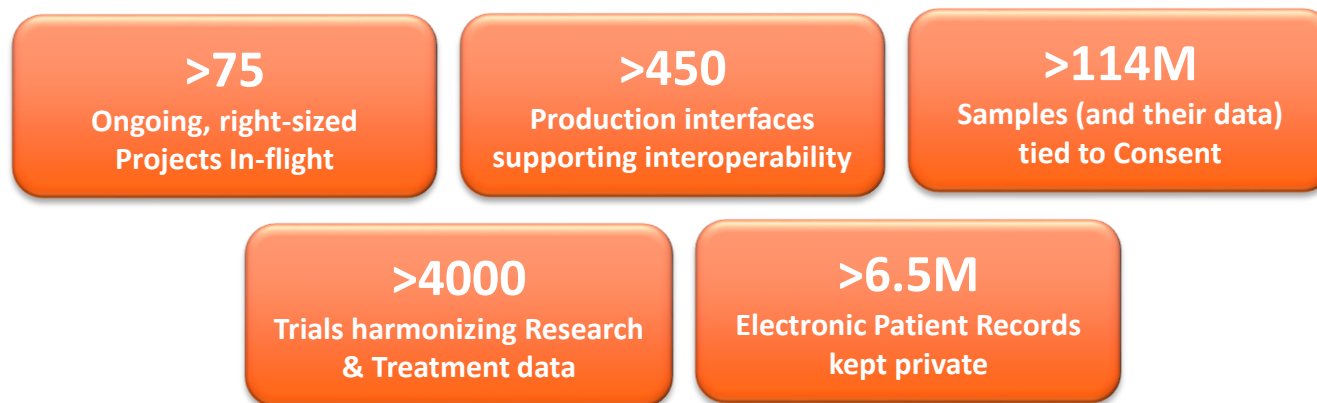 >75
Ongoing, right-sized
Projects In-flight
>450
Production interfaces
supporting interoperability
>114M
Samples (and their data)
tied to Consent
>4000
Trials harmonizing Research
& Treatment data
>6.5M
Electronic Patient Records
kept private